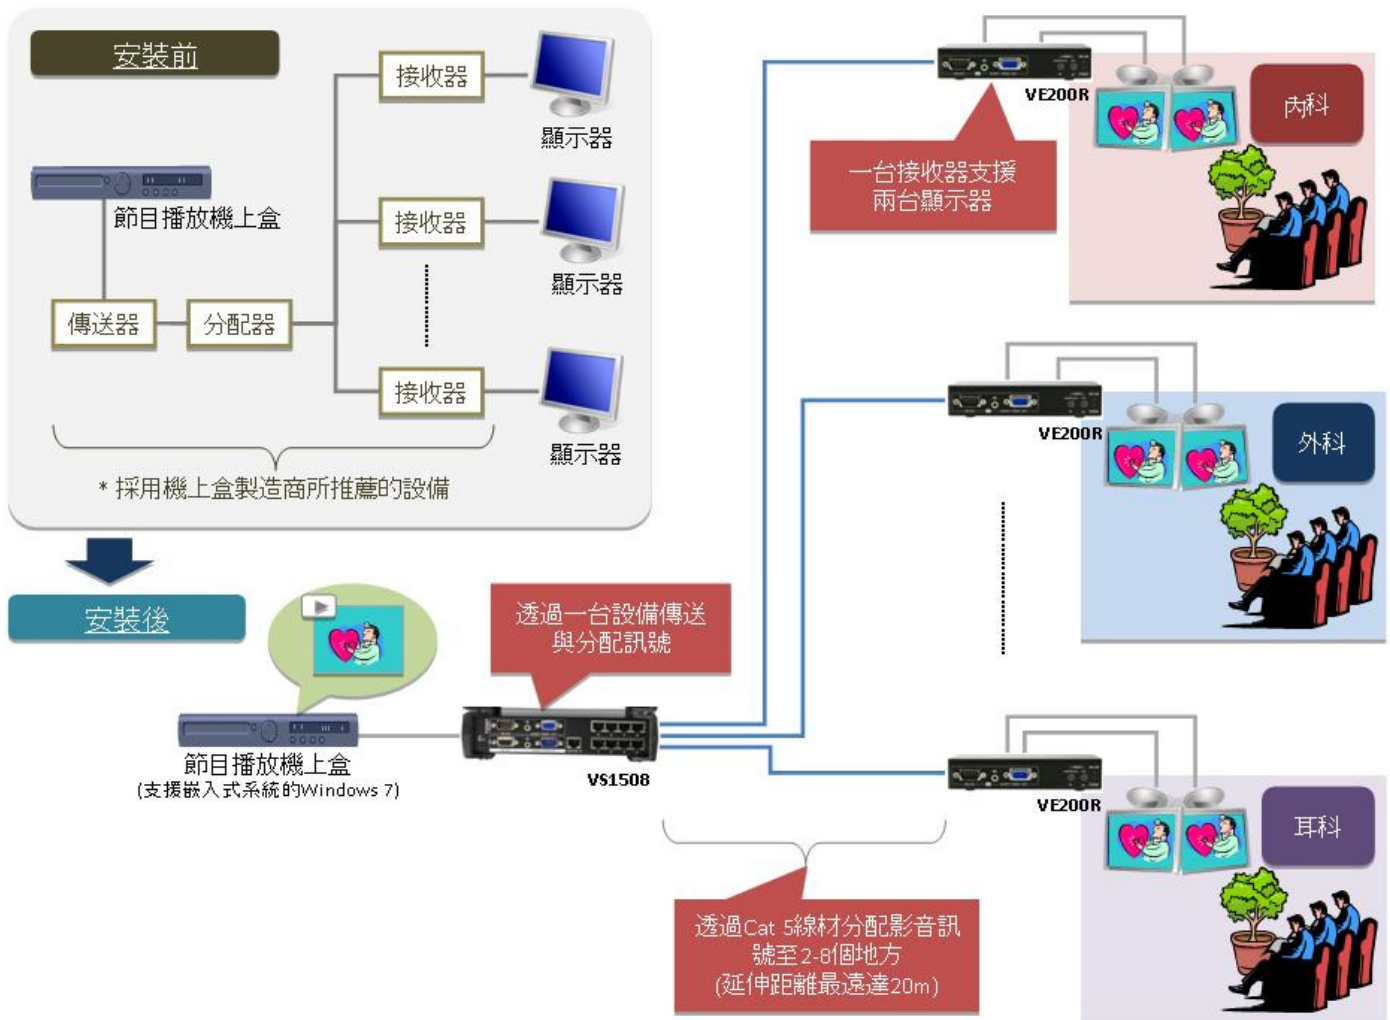 安裝前
接收器
顯示器
節目播放機上盒
接收器
顯示器
傳送器
分配器
接收器
顯示器
* 採用機上盒製造商所推薦的設備
安裝後
節目播放機上盒
(支援嵌入式系統的Windows 7)
透過一台設備傳送
與分配訊號
VS1508
透過Cat 5線材分配影音訊
號至2-8個地方
(延伸距離最遠達20m)
VE200R
一台接收器支援
兩台顯示器
內科
VE200R
外科
VE200R
耳科